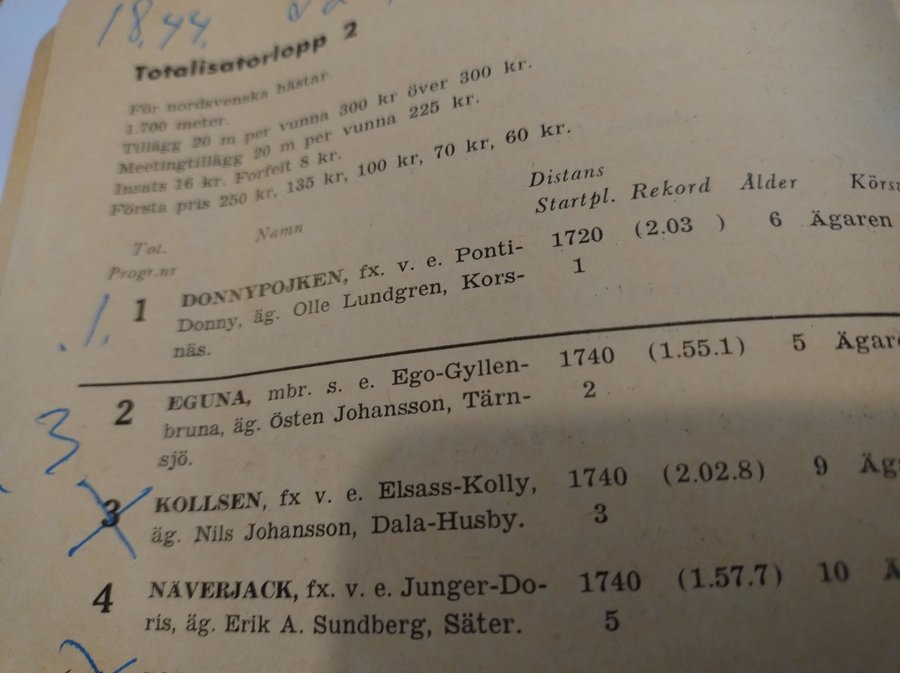 18.44.
Totalisatorlopp 2
För nordsvenska hästar.
1.700 meter.
Tillägg 20 m per vunna 300 kr över 300 kr.
Meetingtillägg 20 m per vunna 225 kr.
Insats 16 kr. Forfeit 8 kr.
Första pris 250 kr, 135 kr, 100 kr, 70 kr, 60 kr.
Distans
Tot. Namn Startpl. Rekord Ålder
Progr.nr
.1. 1 DONNYPOJKEN, fx. v. e. Ponti- 1720 (2.03 ) 6 Ägaren
Donny, äg. Olle Lundgren, Kors- 1
näs.
2 EGUNA, mbr. s. e. Ego-Gyllen- 1740 (1.55.1) 5
3 bruna, äg. Östen Johansson, Tärn- 2
sjö.
3 KOLLSEN, fx v. e. Elsass-Kolly, 1740 (2.02.8) 9
äg. Nils Johansson, Dala-Husby. 3
4 NÄVERJACK, fx. v. e. Junger-Do- 1740 (1.57.7) 10
ris, äg. Erik A. Sundberg, Säter. 5